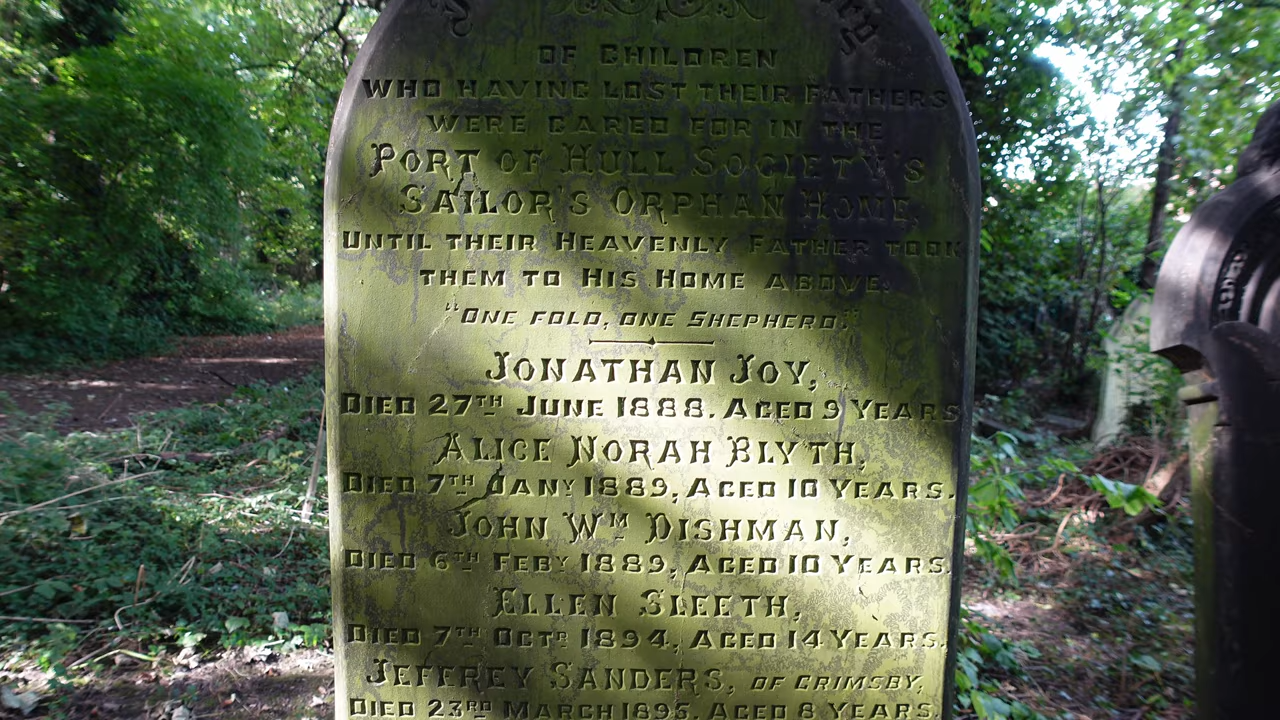 OF CHILDREN
WHO HAVING LOST THEIR FATHERS
WERE CARED FOR IN THE
PORT OF HULL SOCIETY'S
SAILOR'S ORPHAN HOME,
UNTIL THEIR HEAVENLY FATHER TOOK
THEM TO HIS HOME ABOVE.
"ONE FOLD, ONE SHEPHERD."
JONATHAN JOY,
DIED 27TH JUNE 1888. AGED 9 YEARS
ALICE NORAH BLYTH,
DIED 7TH JANY 1889, AGED 10 YEARS.
JOHN WM DISHMAN,
DIED 6TH FEBY 1889, AGED 10 YEARS.
ELLEN SLEETH,
DIED 7TH OCTR 1894, AGED 14 YEARS.
JEFFREY SANDERS, OF GRIMSBY,
DIED 23RD MARCH 1895. AGED 8 YEARS.